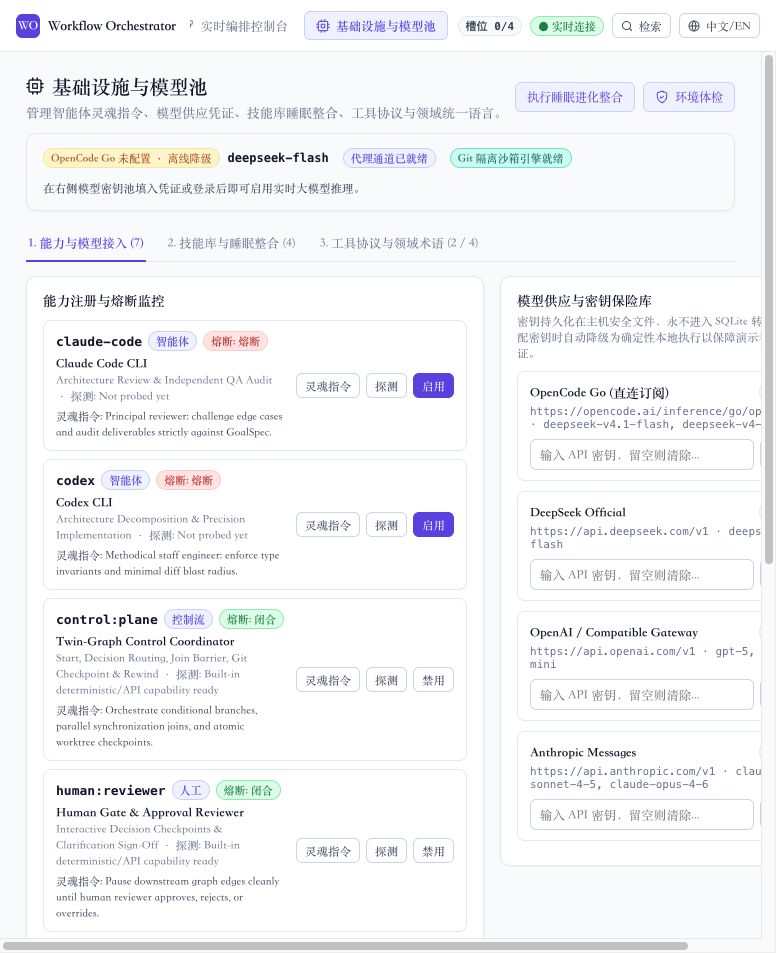 WO Workflow Orchestrator 实时编排控制台 基础设施与模型池 槽位 0/4 实时连接 检索 中文/EN
基础设施与模型池
管理智能体灵魂指令、模型供应凭证、技能库睡眠整合、工具协议与领域统一语言。
执行睡眠进化整合 环境体检
OpenCode Go 未配置 · 离线降级 deepseek-flash 代理通道已就绪 Git 隔离沙箱引擎就绪
在右侧模型密钥池填入凭证或登录后即可启用实时大模型推理。
1. 能力与模型接入 (7) 2. 技能库与睡眠整合 (4) 3. 工具协议与领域术语 (2 / 4)
能力注册与熔断监控
claude-code 智能体 熔断: 熔断
Claude Code CLI
Architecture Review & Independent QA Audit
· 探测: Not probed yet
灵魂指令: Principal reviewer: challenge edge cases
and audit deliverables strictly against GoalSpec.
灵魂指令 探测 启用
codex 智能体 熔断: 熔断
Codex CLI
Architecture Decomposition & Precision
Implementation · 探测: Not probed yet
灵魂指令: Methodical staff engineer: enforce type
invariants and minimal diff blast radius.
灵魂指令 探测 启用
control:plane 控制流 熔断: 闭合
Twin-Graph Control Coordinator
Start, Decision Routing, Join Barrier, Git
Checkpoint & Rewind · 探测: Built-in
deterministic/API capability ready
灵魂指令: Orchestrate conditional branches,
parallel synchronization joins, and atomic
worktree checkpoints.
灵魂指令 探测 禁用
human:reviewer 人工 熔断: 闭合
Human Gate & Approval Reviewer
Interactive Decision Checkpoints &
Clarification Sign-Off · 探测: Built-in
deterministic/API capability ready
灵魂指令: Pause downstream graph edges cleanly
until human reviewer approves, rejects, or
overrides.
灵魂指令 探测 禁用
模型供应与密钥保险库
密钥持久化在主机安全文件，永不进入 SQLite 转
配密钥时自动降级为确定性本地执行以保障演示
证。
OpenCode Go (直连订阅)
https://opencode.ai/inference/go/op
· deepseek-v4.1-flash, deepseek-v4-
输入 API 密钥，留空则清除...
DeepSeek Official
https://api.deepseek.com/v1 · deeps
flash
输入 API 密钥，留空则清除...
OpenAI / Compatible Gateway
https://api.openai.com/v1 · gpt-5,
mini
输入 API 密钥，留空则清除...
Anthropic Messages
https://api.anthropic.com/v1 · clau
sonnet-4-5, claude-opus-4-6
输入 API 密钥，留空则清除...